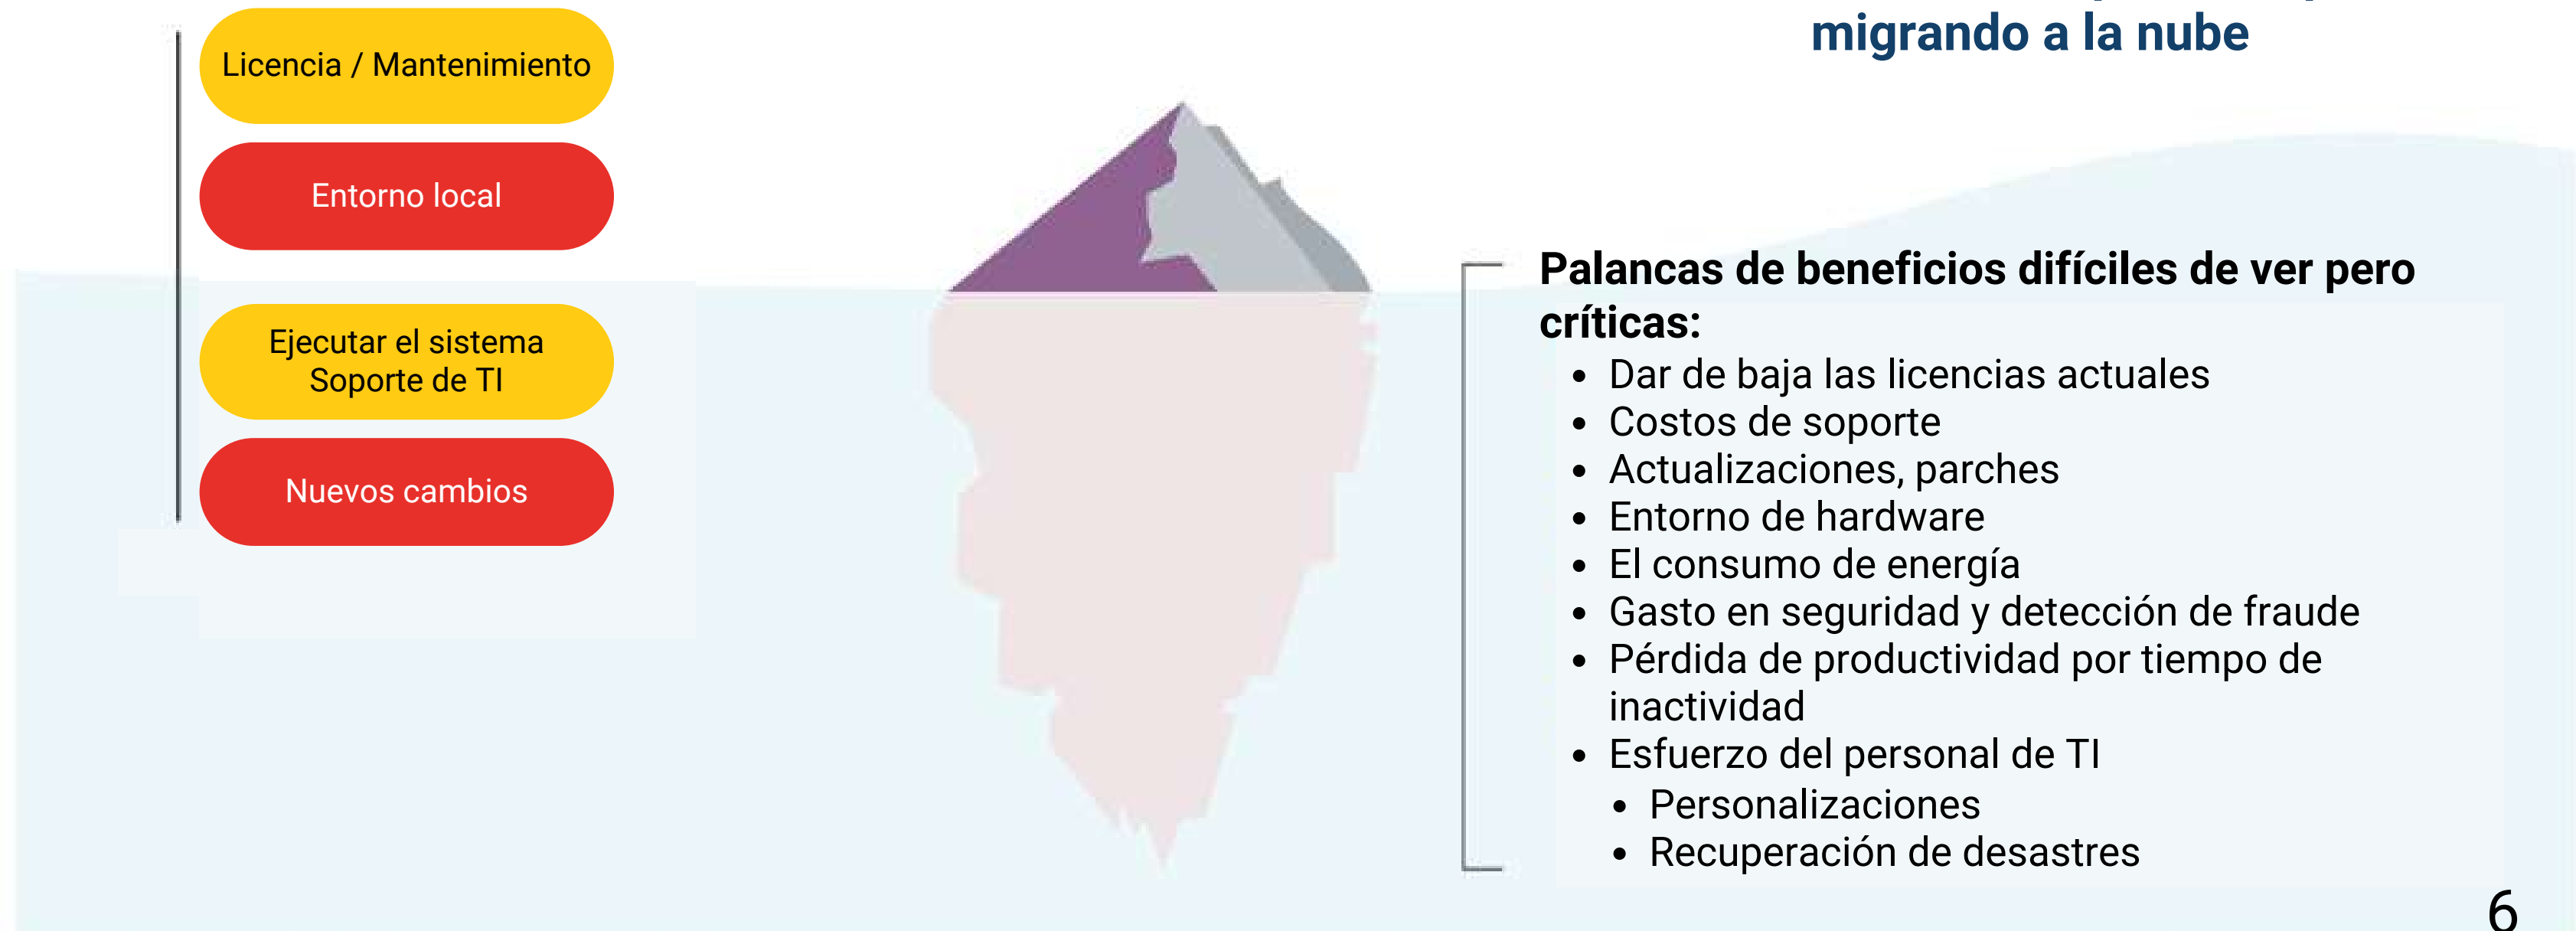 migrando a la nube
Licencia / Mantenimiento
Entorno local
Ejecutar el sistema
Soporte de TI
Nuevos cambios
Palancas de beneficios difíciles de ver pero
críticas:
• Dar de baja las licencias actuales
• Costos de soporte
• Actualizaciones, parches
• Entorno de hardware
• El consumo de energía
• Gasto en seguridad y detección de fraude
• Pérdida de productividad por tiempo de
inactividad
• Esfuerzo del personal de TI
• Personalizaciones
• Recuperación de desastres
6